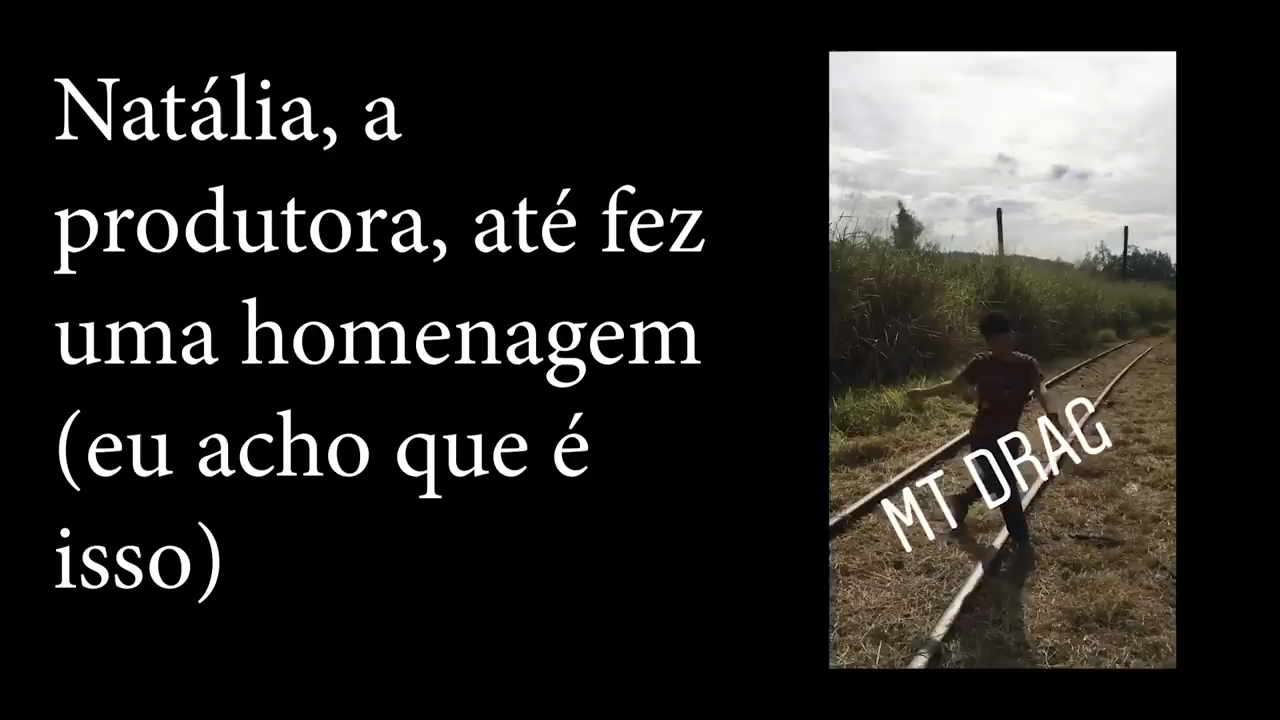 Natália, a
produtora, até fez
uma homenagem
(eu acho que é
isso)
MT DRAG